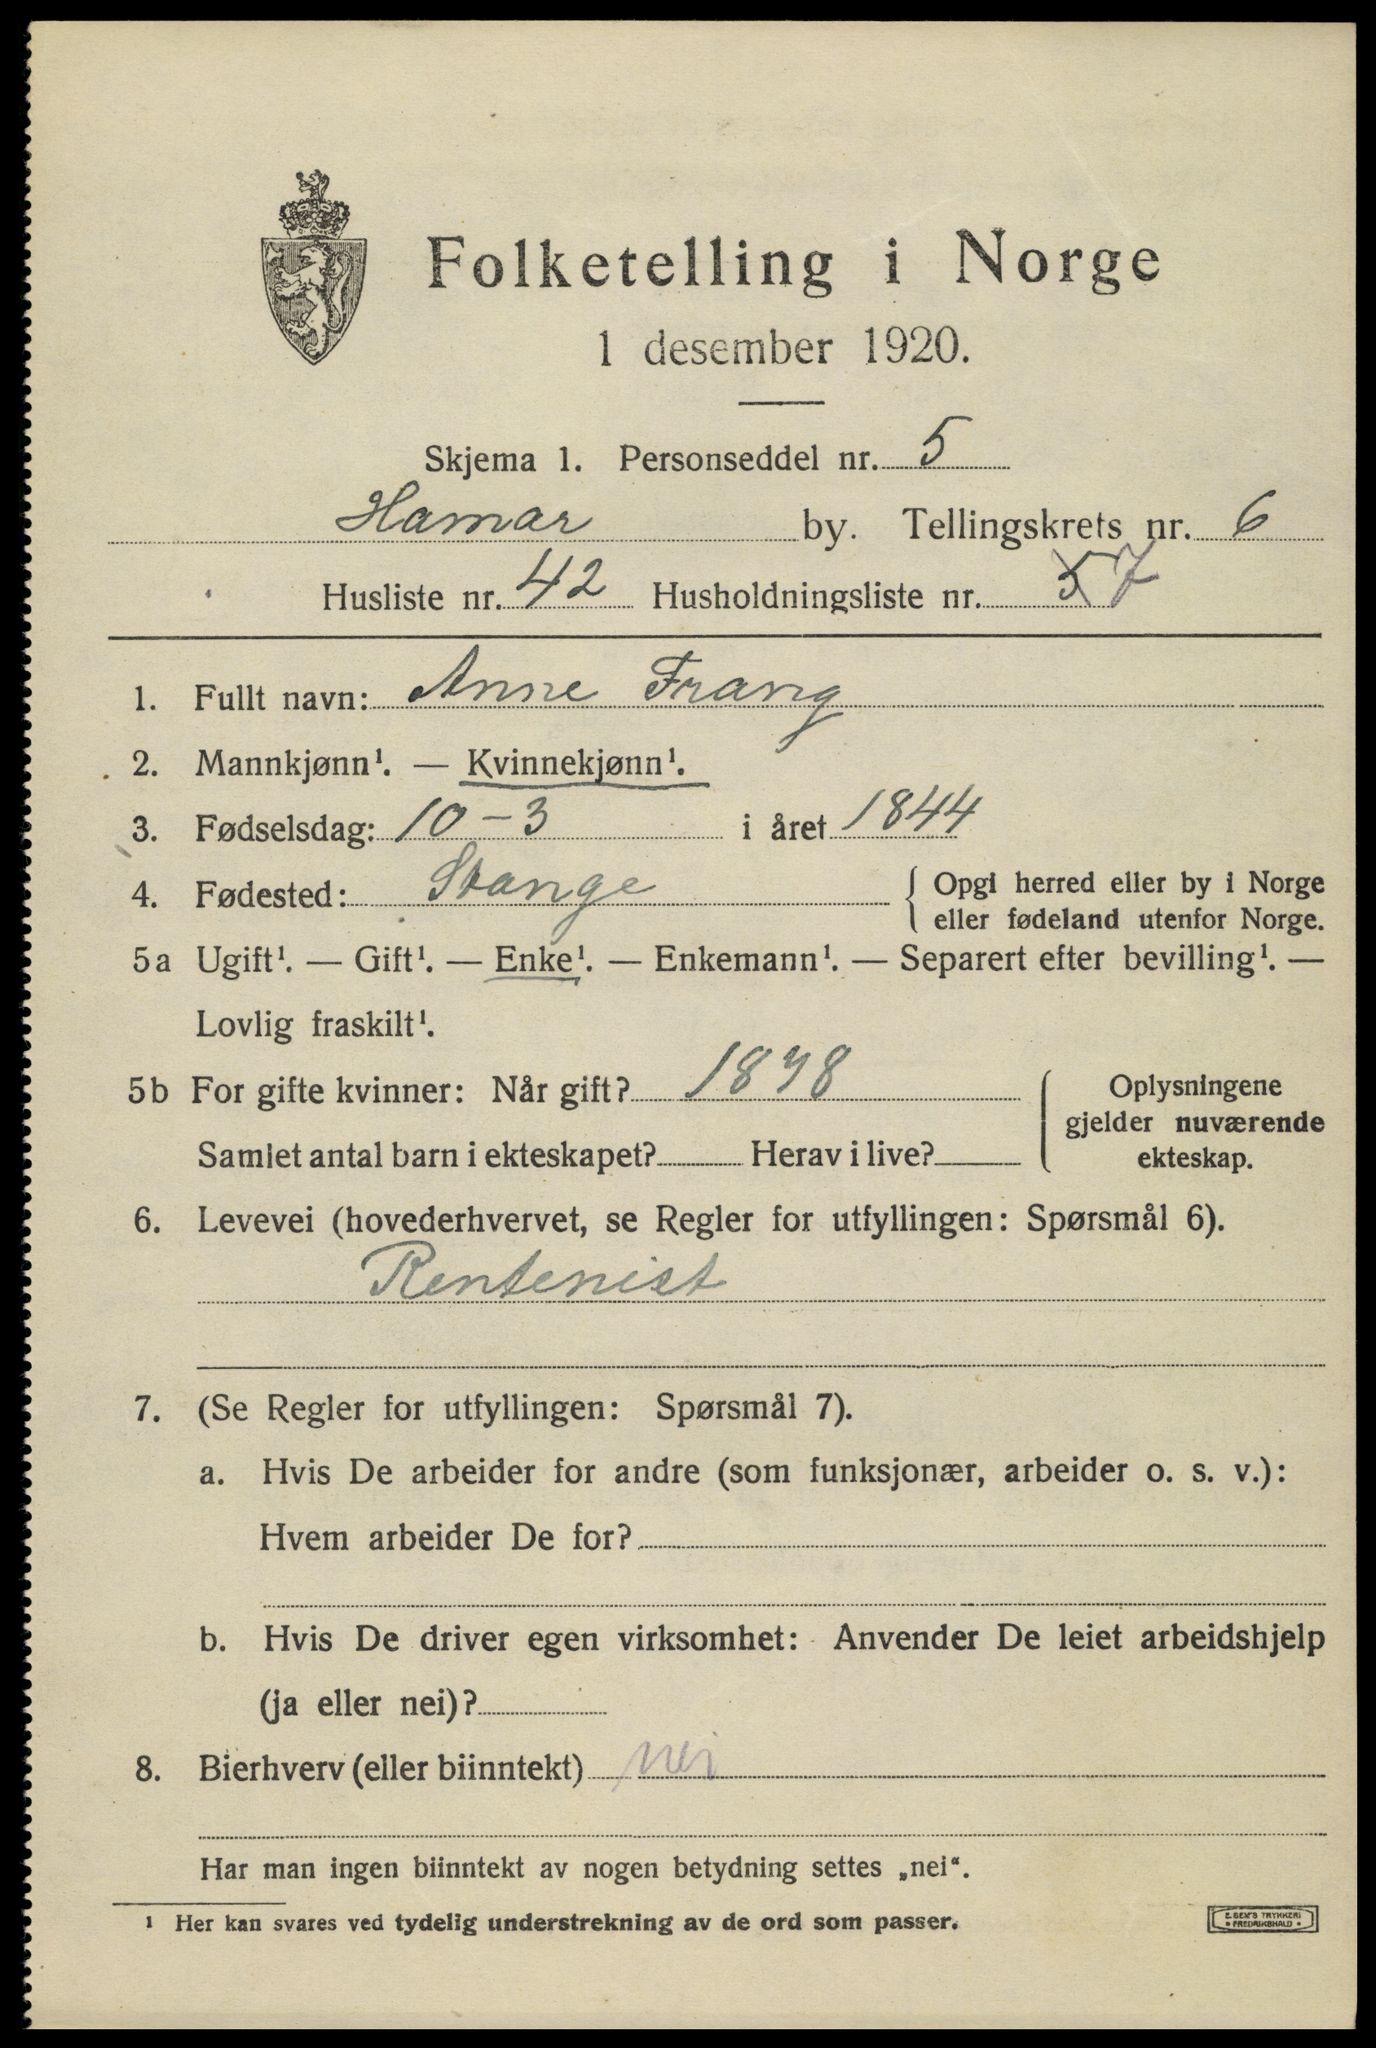 Folketelling i Norge
1 desember 1920.
Skjema 1. Personseddel nr. 5
Hamar by. Tellingskrets nr. 6
Husliste nr. 42 Husholdningsliste nr. 5 7
1. Fullt navn: Anne Frang
2. Mannkjønn¹. — Kvinnekjønn¹.
3. Fødselsdag: 10-3 i året 1844
4. Fødested: Stange { Opgi herred eller by i Norge
eller fødeland utenfor Norge.
5a Ugift¹. — Gift¹. — Enke¹. — Enkemann¹. — Separert efter bevilling¹. —
Lovlig fraskilt¹.
5b For gifte kvinner: Når gift?
Samlet antal barn i ekteskapet? Herav i live?
Oplysningene
gjelder nuværende
ekteskap.
6. Levevei (hovederhvervet, se Regler for utfyllingen: Spørsmål 6).
Rentenist
7. (Se Regler for utfyllingen: Spørsmål 7).
a. Hvis De arbeider for andre (som funksjonær, arbeider o. s. v.):
Hvem arbeider De for?
b. Hvis De driver egen virksomhet: Anvender De leiet arbeidshjelp
(ja eller nei)?
8. Bierhverv (eller biinntekt) nei
Har man ingen biinntekt av nogen betydning settes „nei“.
¹ Her kan svares ved tydelig understrekning av de ord som passer.
E. SEM'S TRYKKERI
• FREDRIKSHALD •